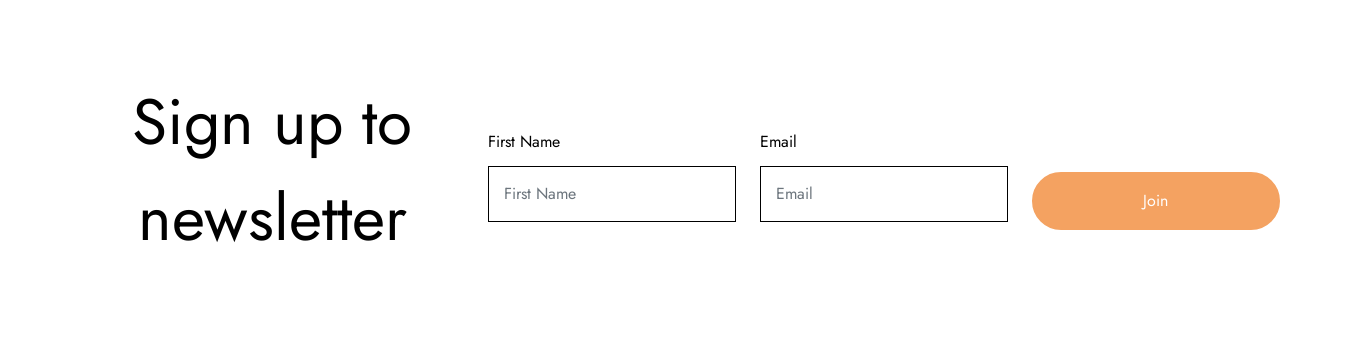 Sign up to
newsletter
First Name
Email
First Name
Email
Join